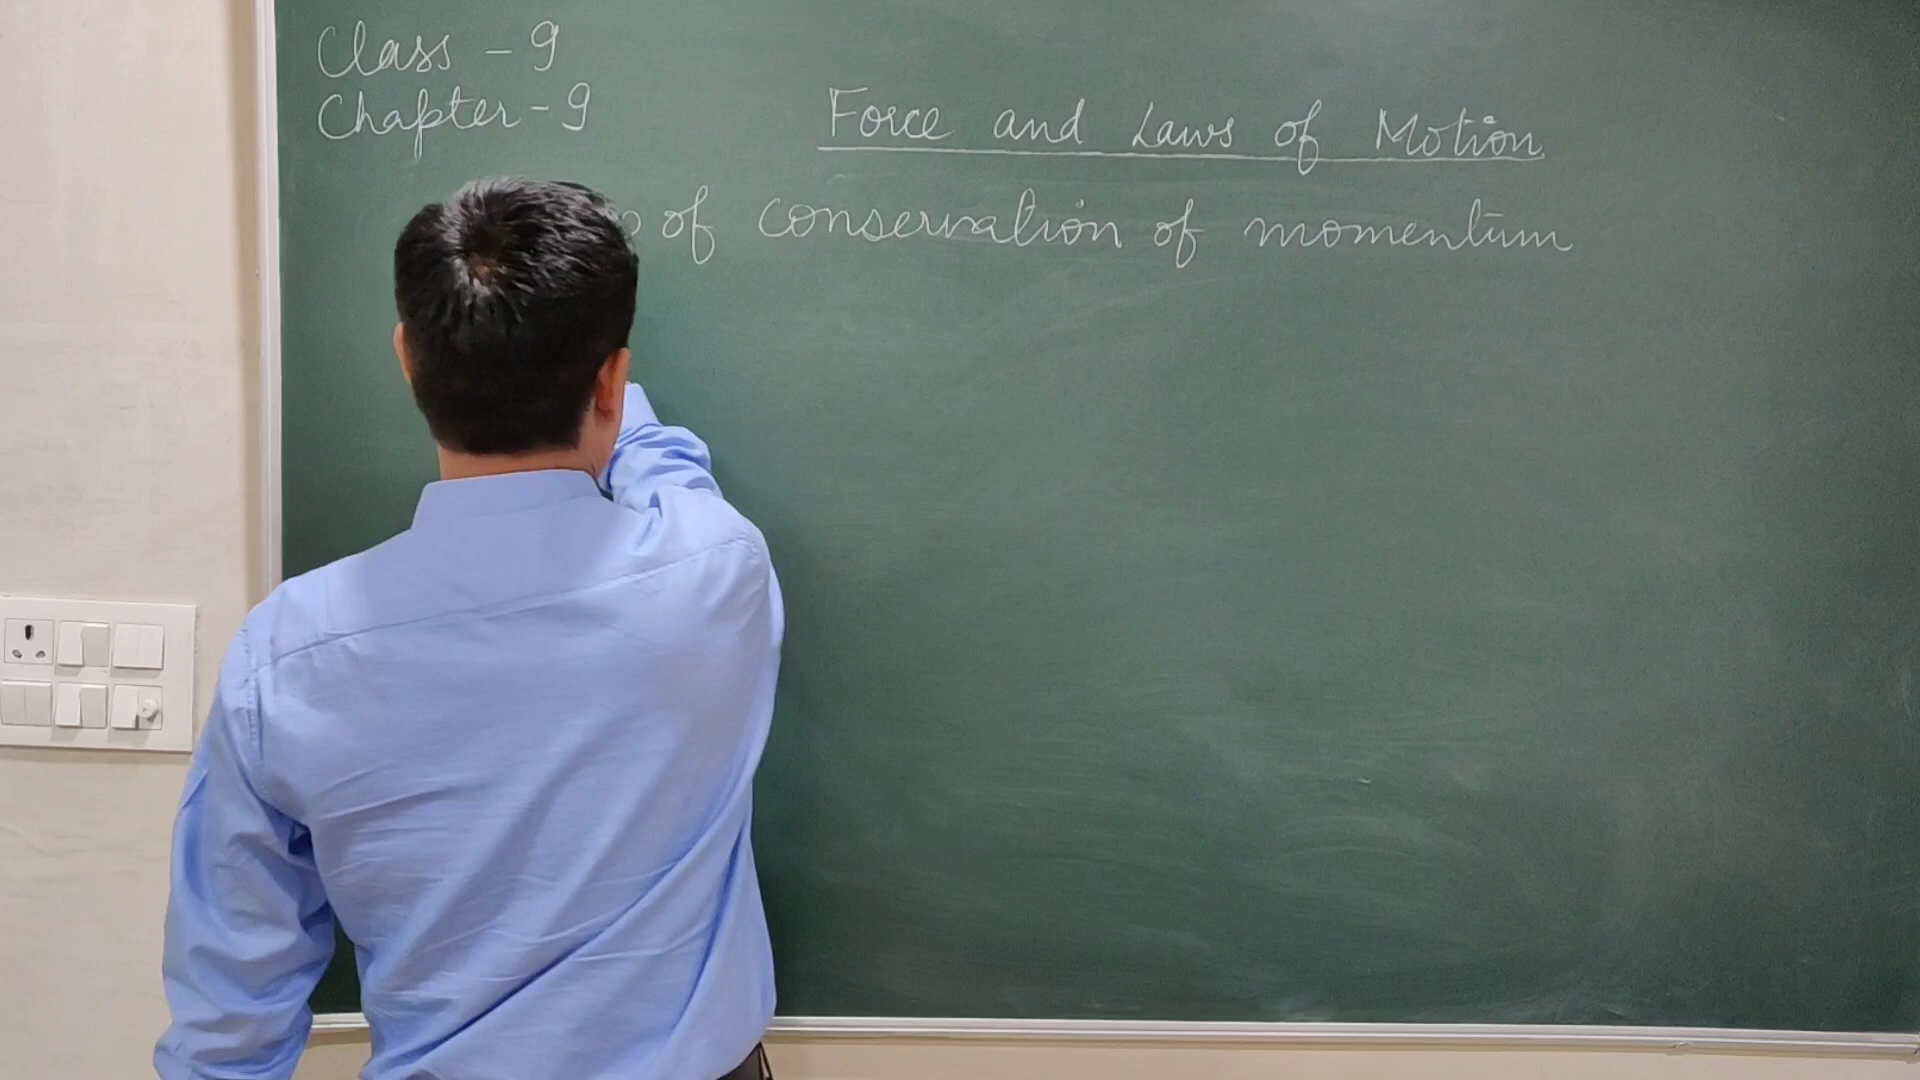 Class - 9
Chapter - 9
Force and Laws of Motion
of conservation of momentum